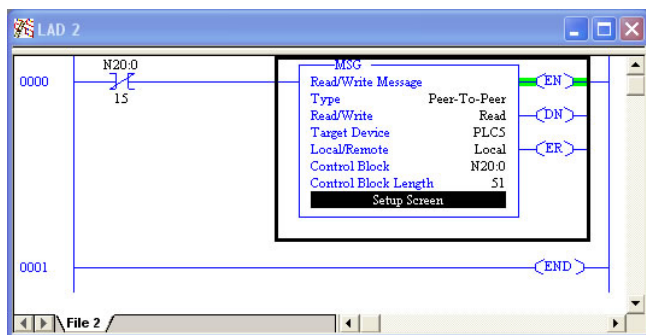 LAD 2
N20:0
0000
15
MSG
Read/Write Message
Type Peer-To-Peer
Read/Write Read
Target Device PLC5
Local/Remote Local
Control Block N20:0
Control Block Length 51
Setup Screen
EN
DN
ER
0001
END
File 2